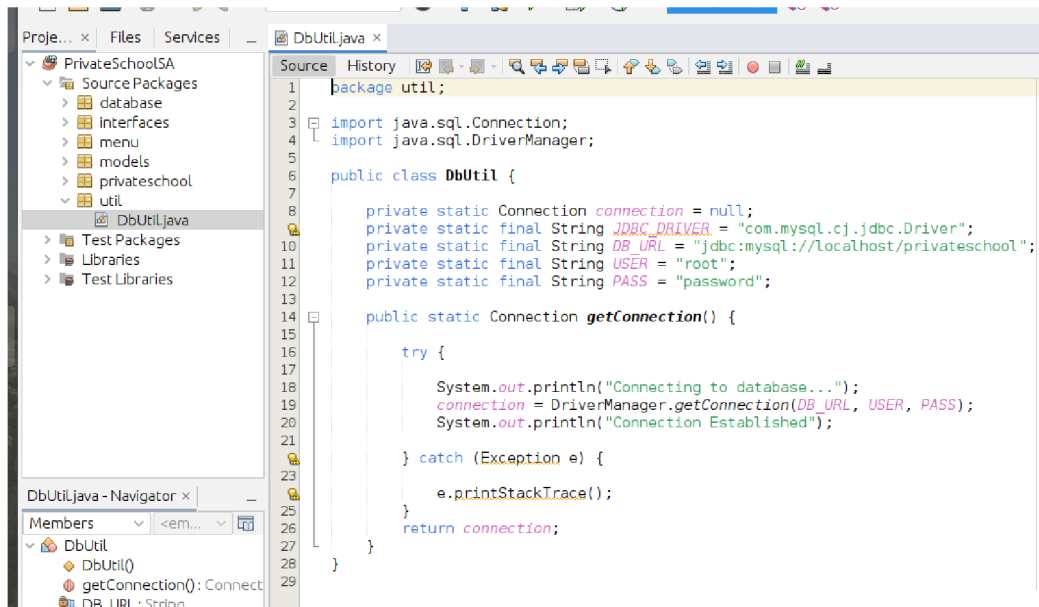 Proje... × Files Services
DbUtil.java ×
Source History
PrivateSchoolSA
Source Packages
database
interfaces
menu
models
privateschool
util
DbUtil.java
Test Packages
Libraries
Test Libraries
1 package util;
2
3 import java.sql.Connection;
4 import java.sql.DriverManager;
5
6 public class DbUtil {
7
8 private static Connection connection = null;
private static final String JDBC_DRIVER = "com.mysql.cj.jdbc.Driver";
10 private static final String DB_URL = "jdbc:mysql://localhost/privateschool";
11 private static final String USER = "root";
12 private static final String PASS = "password";
13
14 public static Connection getConnection() {
15
16 try {
17
18 System.out.println("Connecting to database...");
19 connection = DriverManager.getConnection(DB_URL, USER, PASS);
20 System.out.println("Connection Established");
21
} catch (Exception e) {
23
e.printStackTrace();
25 }
26 return connection;
27 }
28 }
29
DbUtil.java - Navigator ×
Members <em...
DbUtil
DbUtil()
getConnection() : Connect
DB_URL : String